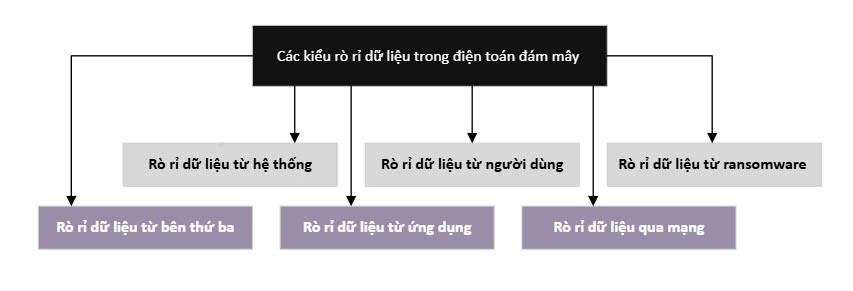 Các kiểu rò rỉ dữ liệu trong điện toán đám mây
Rò rỉ dữ liệu từ hệ thống
Rò rỉ dữ liệu từ người dùng
Rò rỉ dữ liệu từ ransomware
Rò rỉ dữ liệu từ bên thứ ba
Rò rỉ dữ liệu từ ứng dụng
Rò rỉ dữ liệu qua mạng